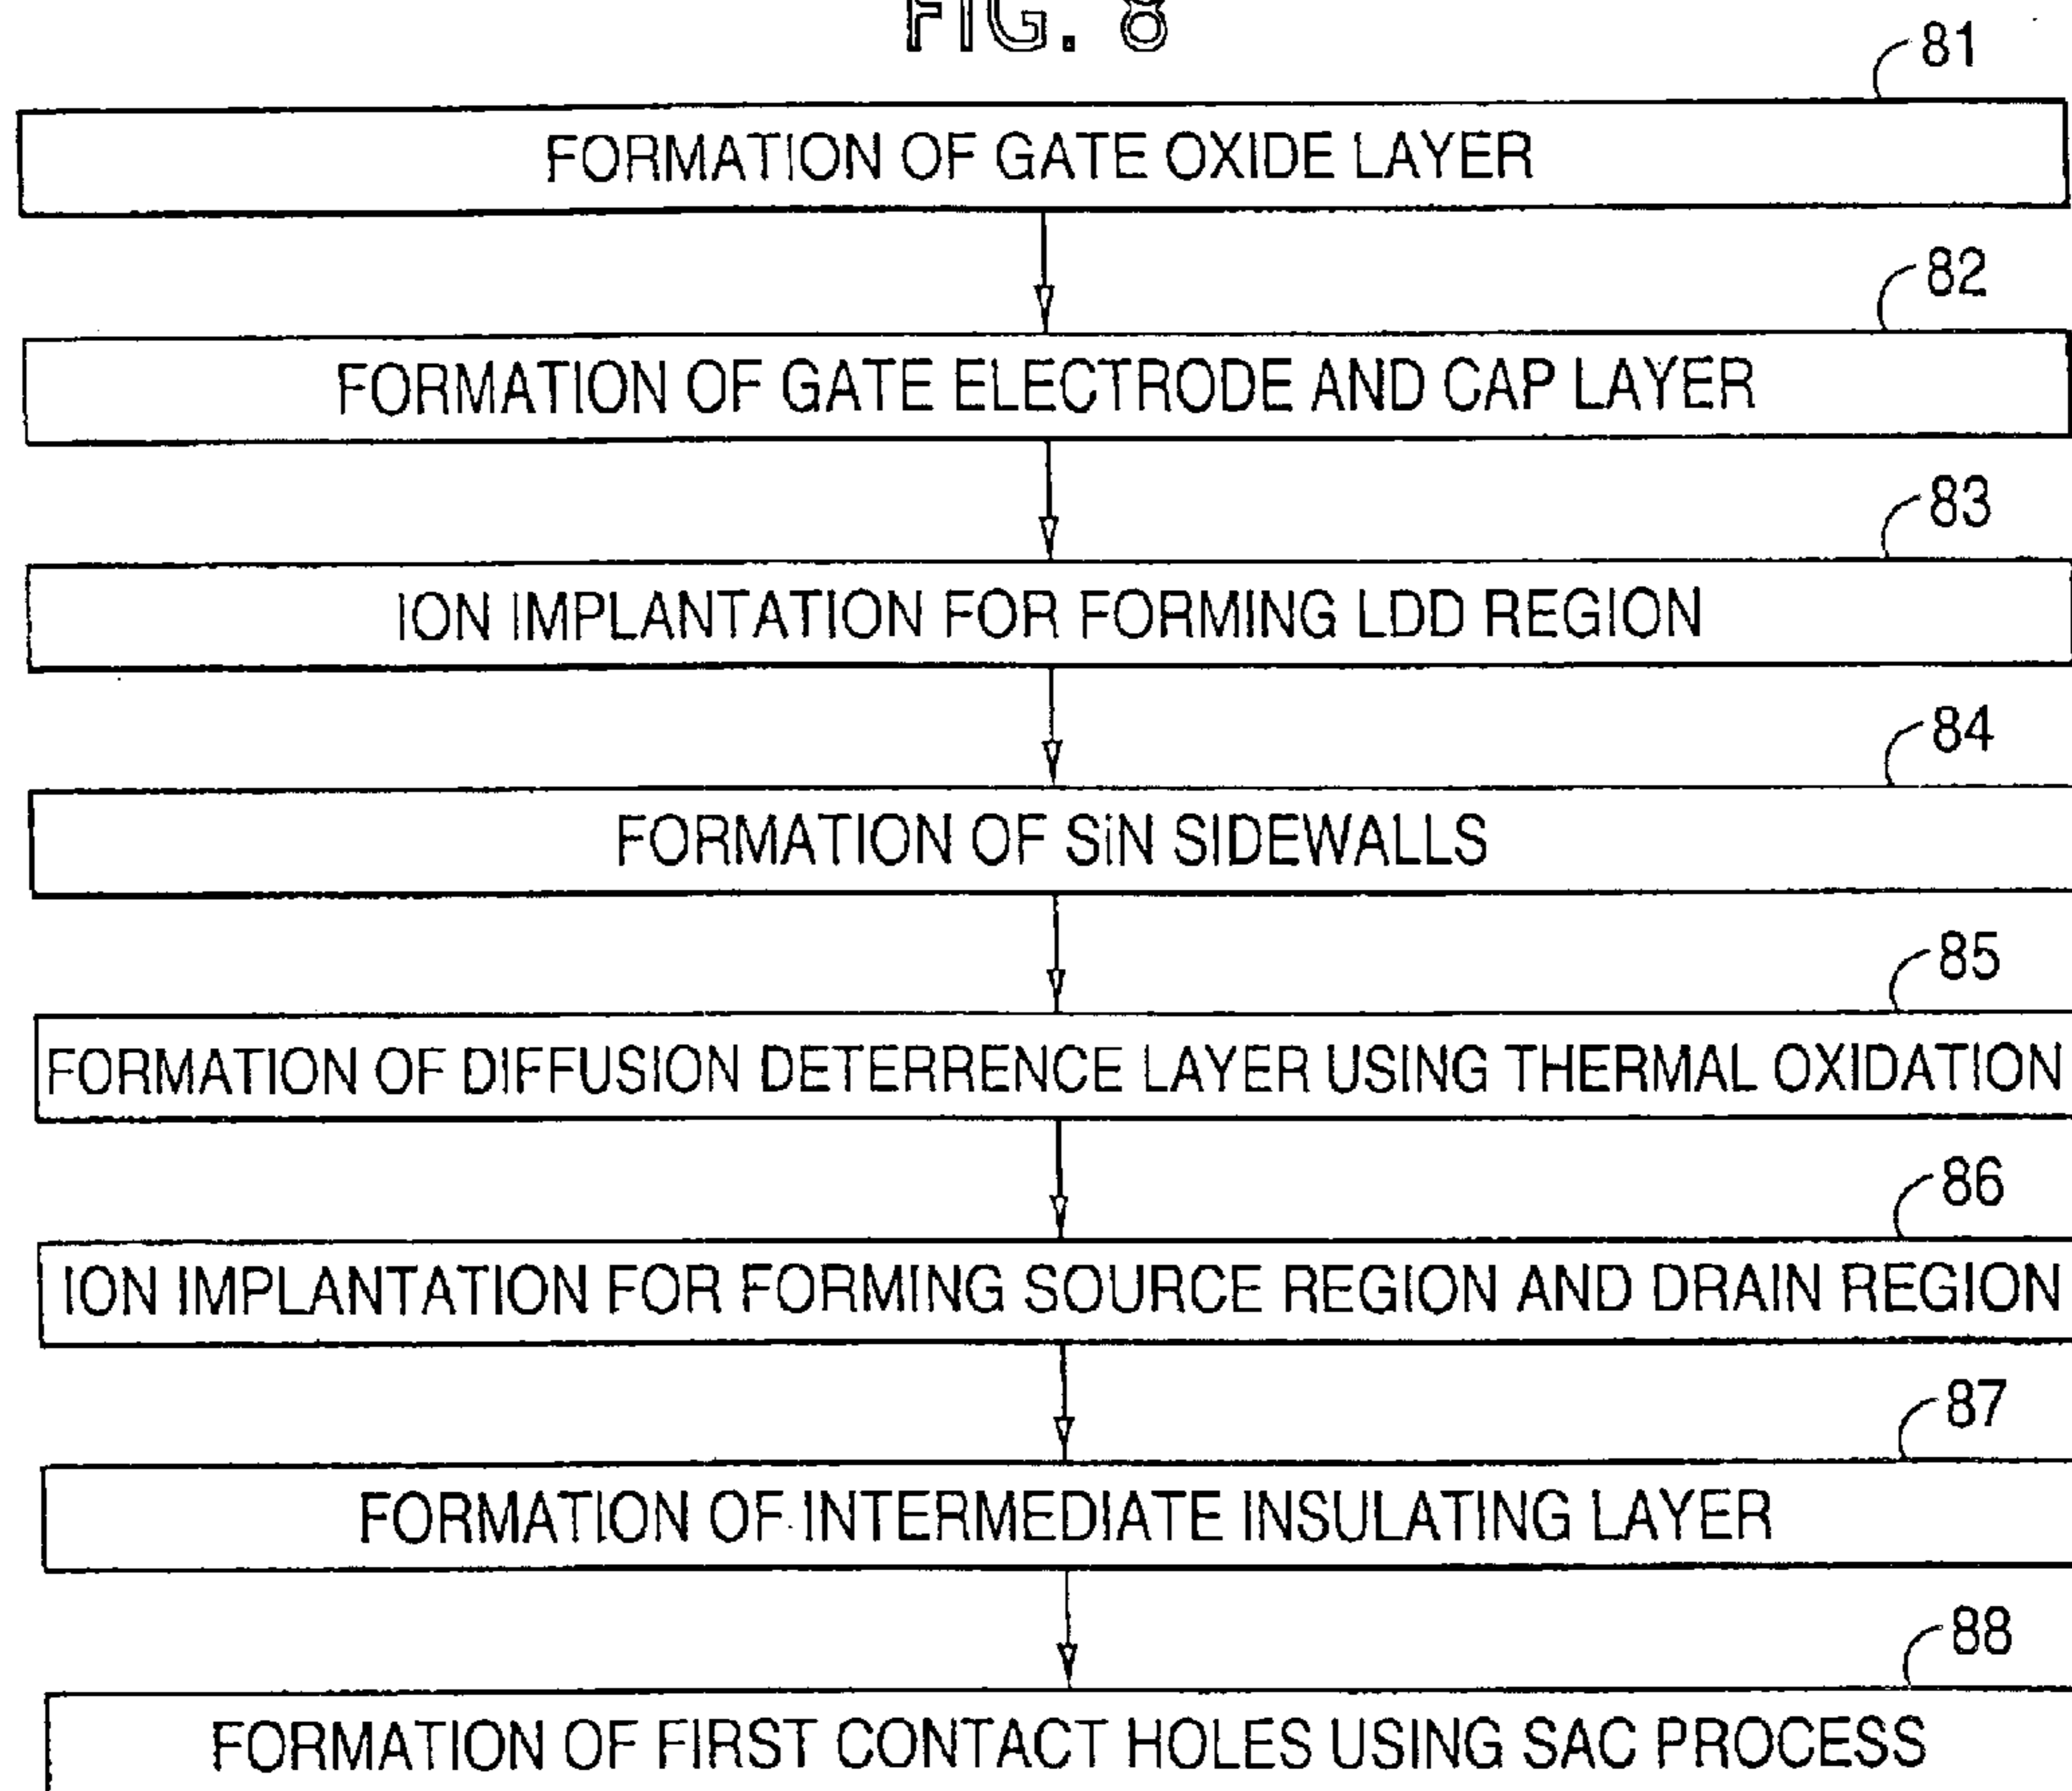 FIG. 8
81
FORMATION OF GATE OXIDE LAYER
82
FORMATION OF GATE ELECTRODE AND CAP LAYER
83
ION IMPLANTATION FOR FORMING LDD REGION
84
FORMATION OF SiN SIDEWALLS
85
FORMATION OF DIFFUSION DETERRENCE LAYER USING THERMAL OXIDATION
86
ION IMPLANTATION FOR FORMING SOURCE REGION AND DRAIN REGION
87
FORMATION OF INTERMEDIATE INSULATING LAYER
88
FORMATION OF FIRST CONTACT HOLES USING SAC PROCESS